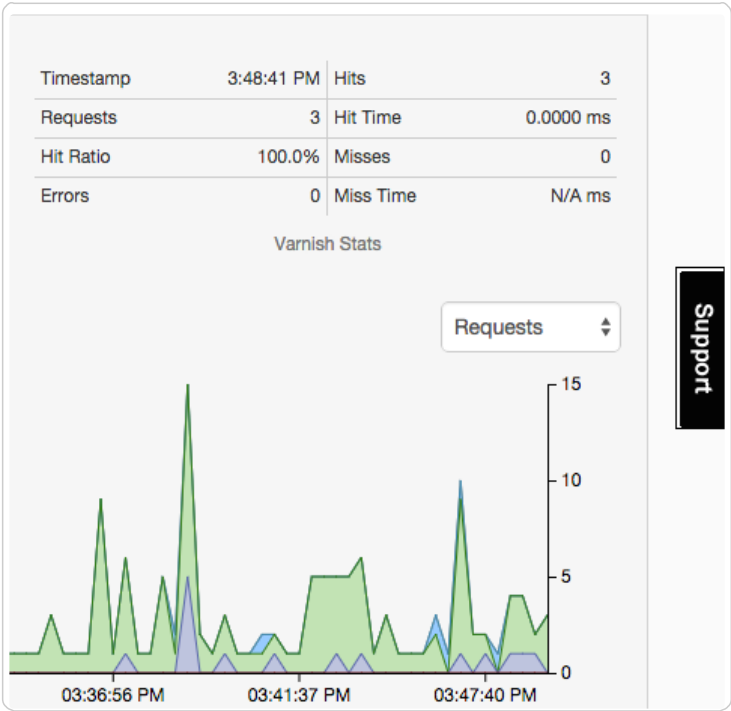 Timestamp 3:48:41 PM Hits 3
Requests 3 Hit Time 0.0000 ms
Hit Ratio 100.0% Misses 0
Errors 0 Miss Time N/A ms
Varnish Stats
Requests
Support
15
10
5
0
03:36:56 PM 03:41:37 PM 03:47:40 PM